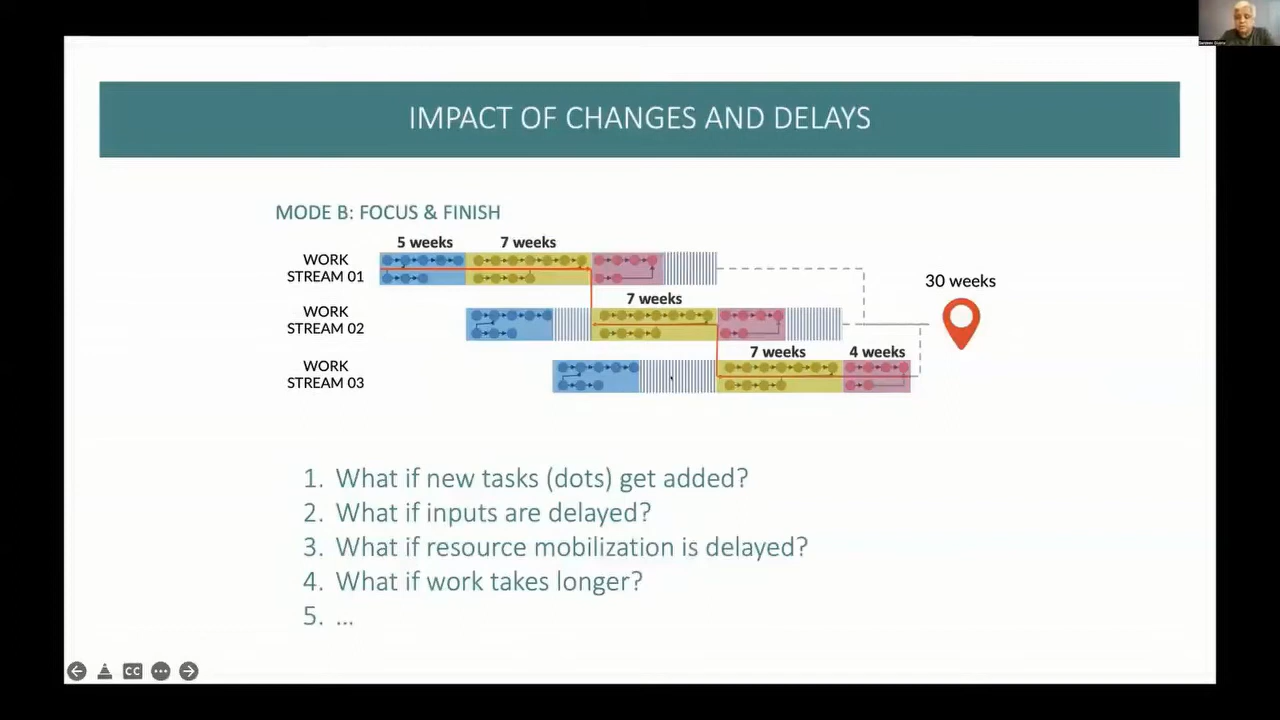 IMPACT OF CHANGES AND DELAYS
MODE B: FOCUS & FINISH
5 weeks
7 weeks
WORK
STREAM 01
30 weeks
7 weeks
WORK
STREAM 02
7 weeks
4 weeks
WORK
STREAM 03
1. What if new tasks (dots) get added?
2. What if inputs are delayed?
3. What if resource mobilization is delayed?
4. What if work takes longer?
5. ...
CC